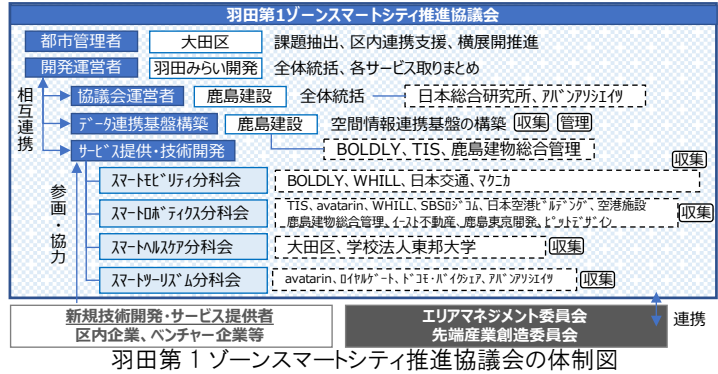 羽田第1ゾーンスマートシティ推進協議会
都市管理者 大田区 課題抽出、区内連携支援、横展開推進
開発運営者 羽田みらい開発 全体統括、各サービス取りまとめ
相互連携
協議会運営者 鹿島建設 全体統括 日本総合研究所、ｱﾊﾞﾝｱｿｼｴｲﾂ
ﾃﾞｰﾀ連携基盤構築 鹿島建設 空間情報連携基盤の構築 収集 管理
ｻｰﾋﾞｽ提供・技術開発 BOLDLY、TIS、鹿島建物総合管理
収集
参画・協力
ｽﾏｰﾄﾓﾋﾞﾘﾃｨ分科会 BOLDLY、WHILL、日本交通、ﾏｸﾆｶ
ｽﾏｰﾄﾛﾎﾞﾃｨｸｽ分科会 TIS、avatarin、WHILL、SBSﾛｼﾞｺﾑ、日本空港ﾋﾞﾙﾃﾞﾝｸﾞ、空港施設
鹿島建物総合管理、ｲｰｽﾄ不動産、鹿島東京開発、ﾋﾟｯﾄﾃﾞｻﾞｲﾝ 収集
ｽﾏｰﾄﾍﾙｽｹｱ分科会 大田区、学校法人東邦大学 収集
ｽﾏｰﾄﾂｰﾘｽﾞﾑ分科会 avatarin、ﾛｲﾔﾙｹﾞｰﾄ、ﾄﾞｺﾓ・ﾊﾞｲｸｼｪｱ、ｱﾊﾞﾝｱｿｼｴｲﾂ 収集
新規技術開発・サービス提供者
区内企業、ベンチャー企業等
エリアマネジメント委員会
先端産業創造委員会
連携
羽田第１ゾーンスマートシティ推進協議会の体制図